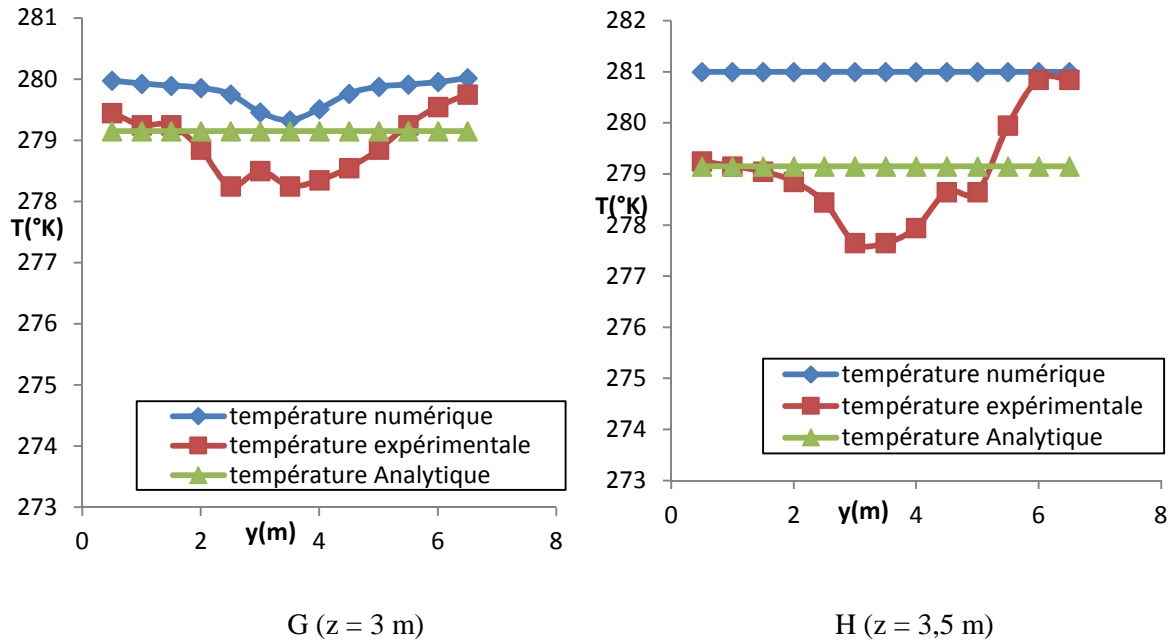 281
280
279
278
277
276
275
274
273
T(°K)
0
2
4
6
8
y(m)
température numérique
température expérimentale
température Analytique
G (z = 3 m)
282
281
280
279
278
277
276
275
274
273
T(°K)
0
2
4
6
8
y(m)
température numérique
température expérimentale
température Analytique
H (z = 3,5 m)